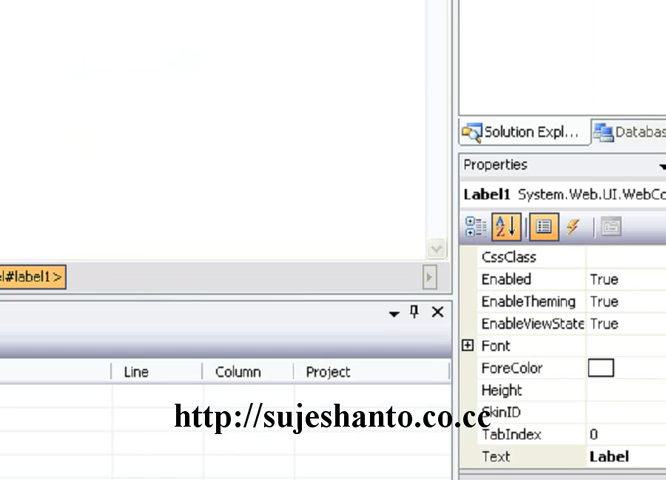 Solution Expl...
Databas
Properties
Label1 System.Web.UI.WebCo
CssClass
Enabled True
EnableTheming True
EnableViewState True
Font
ForeColor
Height
SkinID
TabIndex 0
Text Label
el#label1>
Line Column Project
http://sujeshanto.co.cc